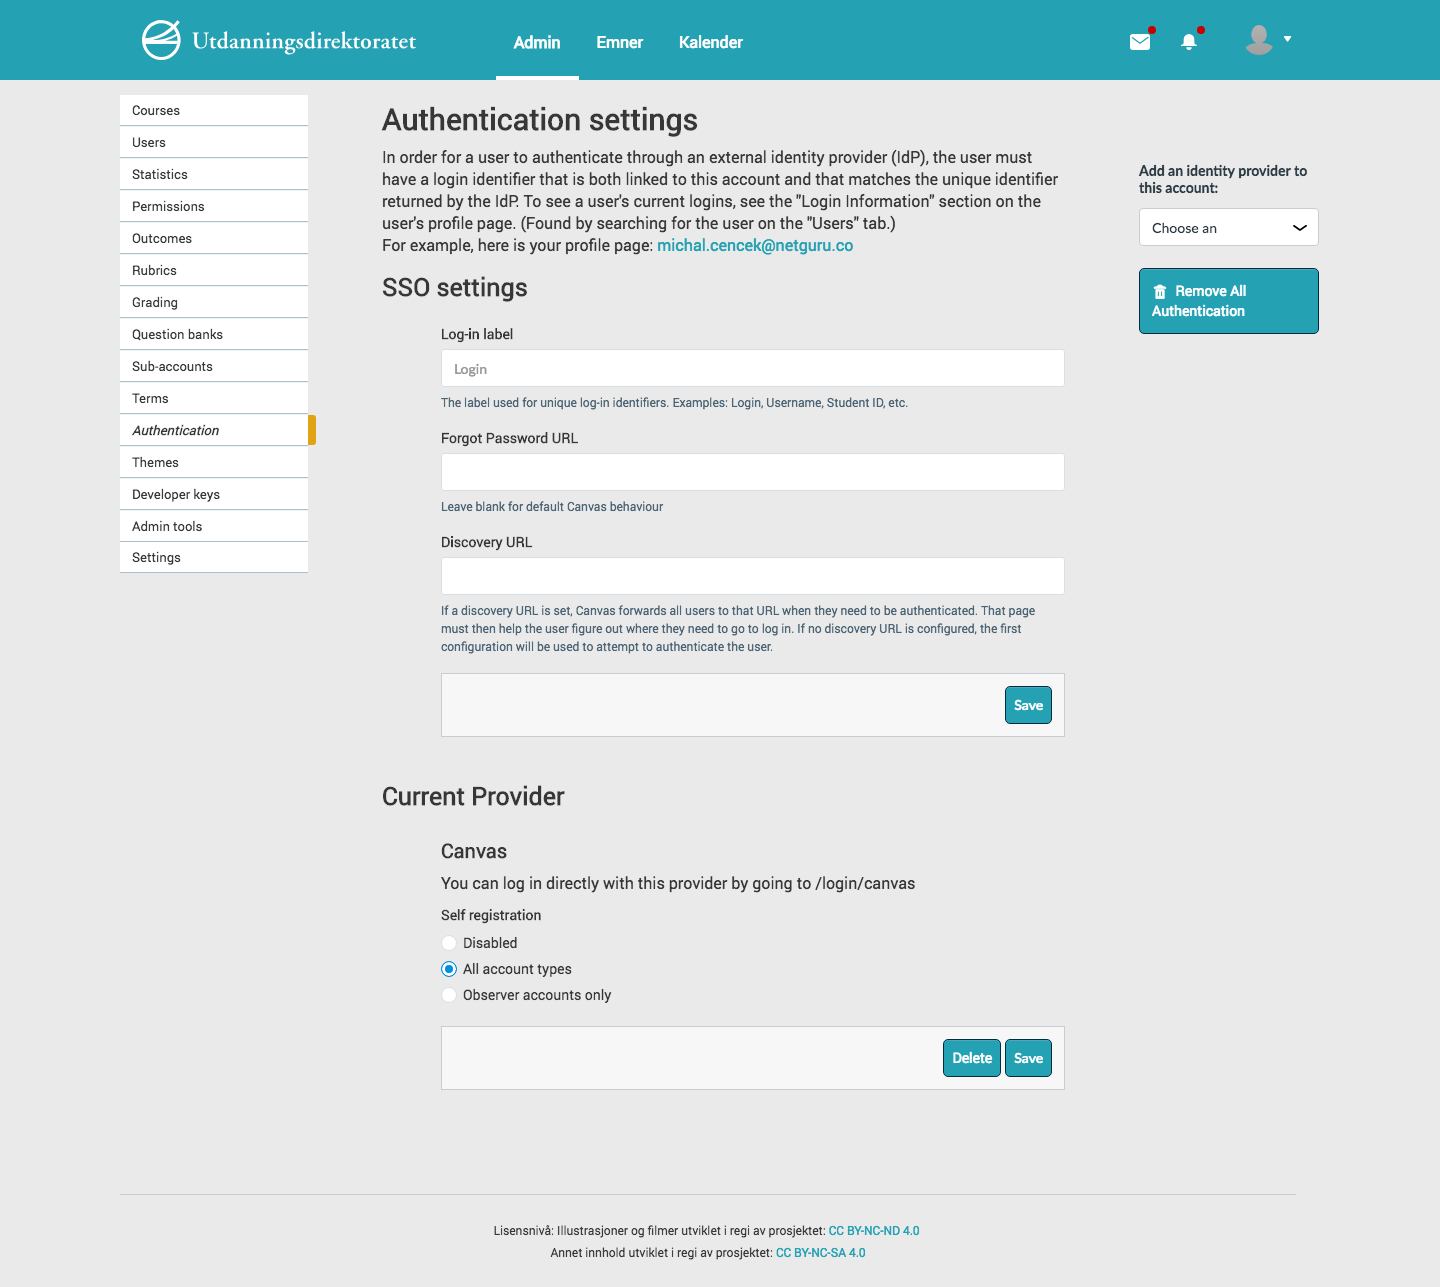 Utdanningsdirektoratet
Admin
Emner
Kalender
Courses
Users
Statistics
Permissions
Outcomes
Rubrics
Grading
Question banks
Sub-accounts
Terms
Authentication
Themes
Developer keys
Admin tools
Settings
Authentication settings
In order for a user to authenticate through an external identity provider (IdP), the user must
have a login identifier that is both linked to this account and that matches the unique identifier
returned by the IdP. To see a user's current logins, see the "Login Information" section on the
user's profile page. (Found by searching for the user on the "Users" tab.)
For example, here is your profile page: michal.cencek@netguru.co
SSO settings
Log-in label
Login
The label used for unique log-in identifiers. Examples: Login, Username, Student ID, etc.
Forgot Password URL
Leave blank for default Canvas behaviour
Discovery URL
If a discovery URL is set, Canvas forwards all users to that URL when they need to be authenticated. That page
must then help the user figure out where they need to go to log in. If no discovery URL is configured, the first
configuration will be used to attempt to authenticate the user.
Save
Current Provider
Canvas
You can log in directly with this provider by going to /login/canvas
Self registration
Disabled
All account types
Observer accounts only
Delete
Save
Add an identity provider to
this account:
Choose an
Remove All
Authentication
Lisensnivå: Illustrasjoner og filmer utviklet i regi av prosjektet: CC BY-NC-ND 4.0
Annet innhold utviklet i regi av prosjektet: CC BY-NC-SA 4.0